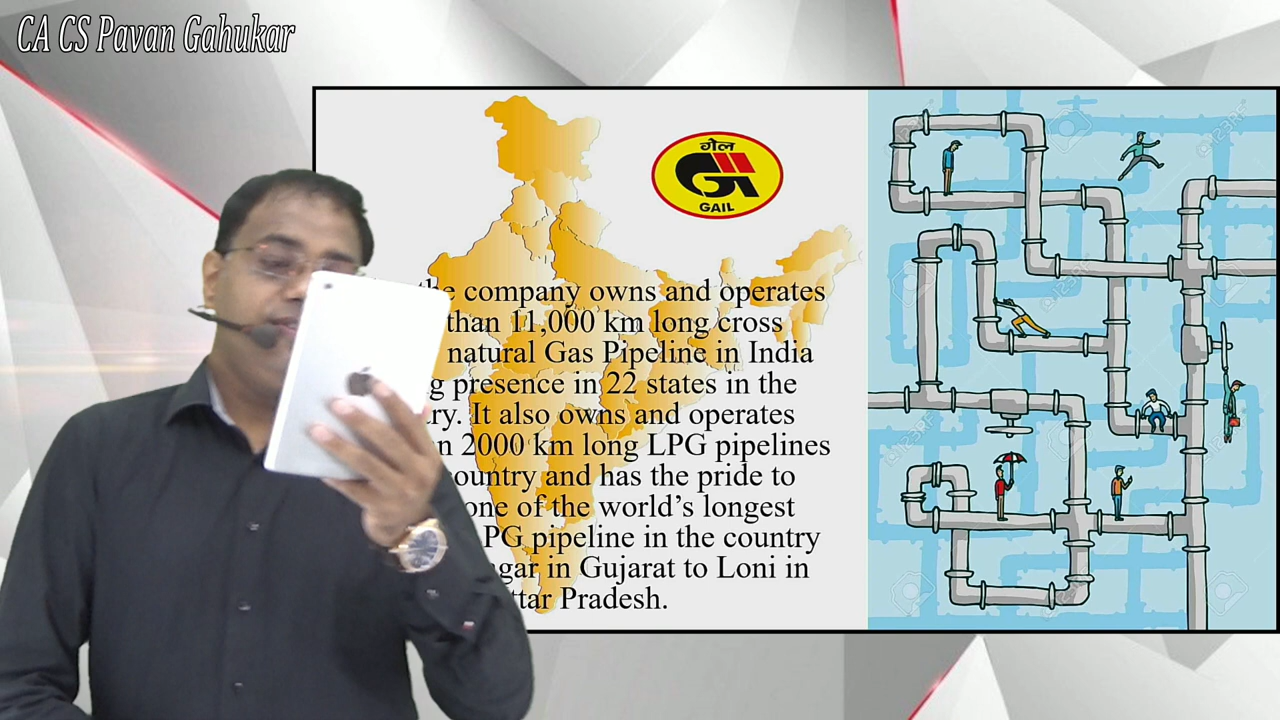 CA CS Pavan Gahukar
गेल
GAIL
the company owns and operates
than 11,000 km long cross
natural Gas Pipeline in India
g presence in 22 states in the
ry. It also owns and operates
n 2000 km long LPG pipelines
ountry and has the pride to
one of the world's longest
PG pipeline in the country
gar in Gujarat to Loni in
ttar Pradesh.